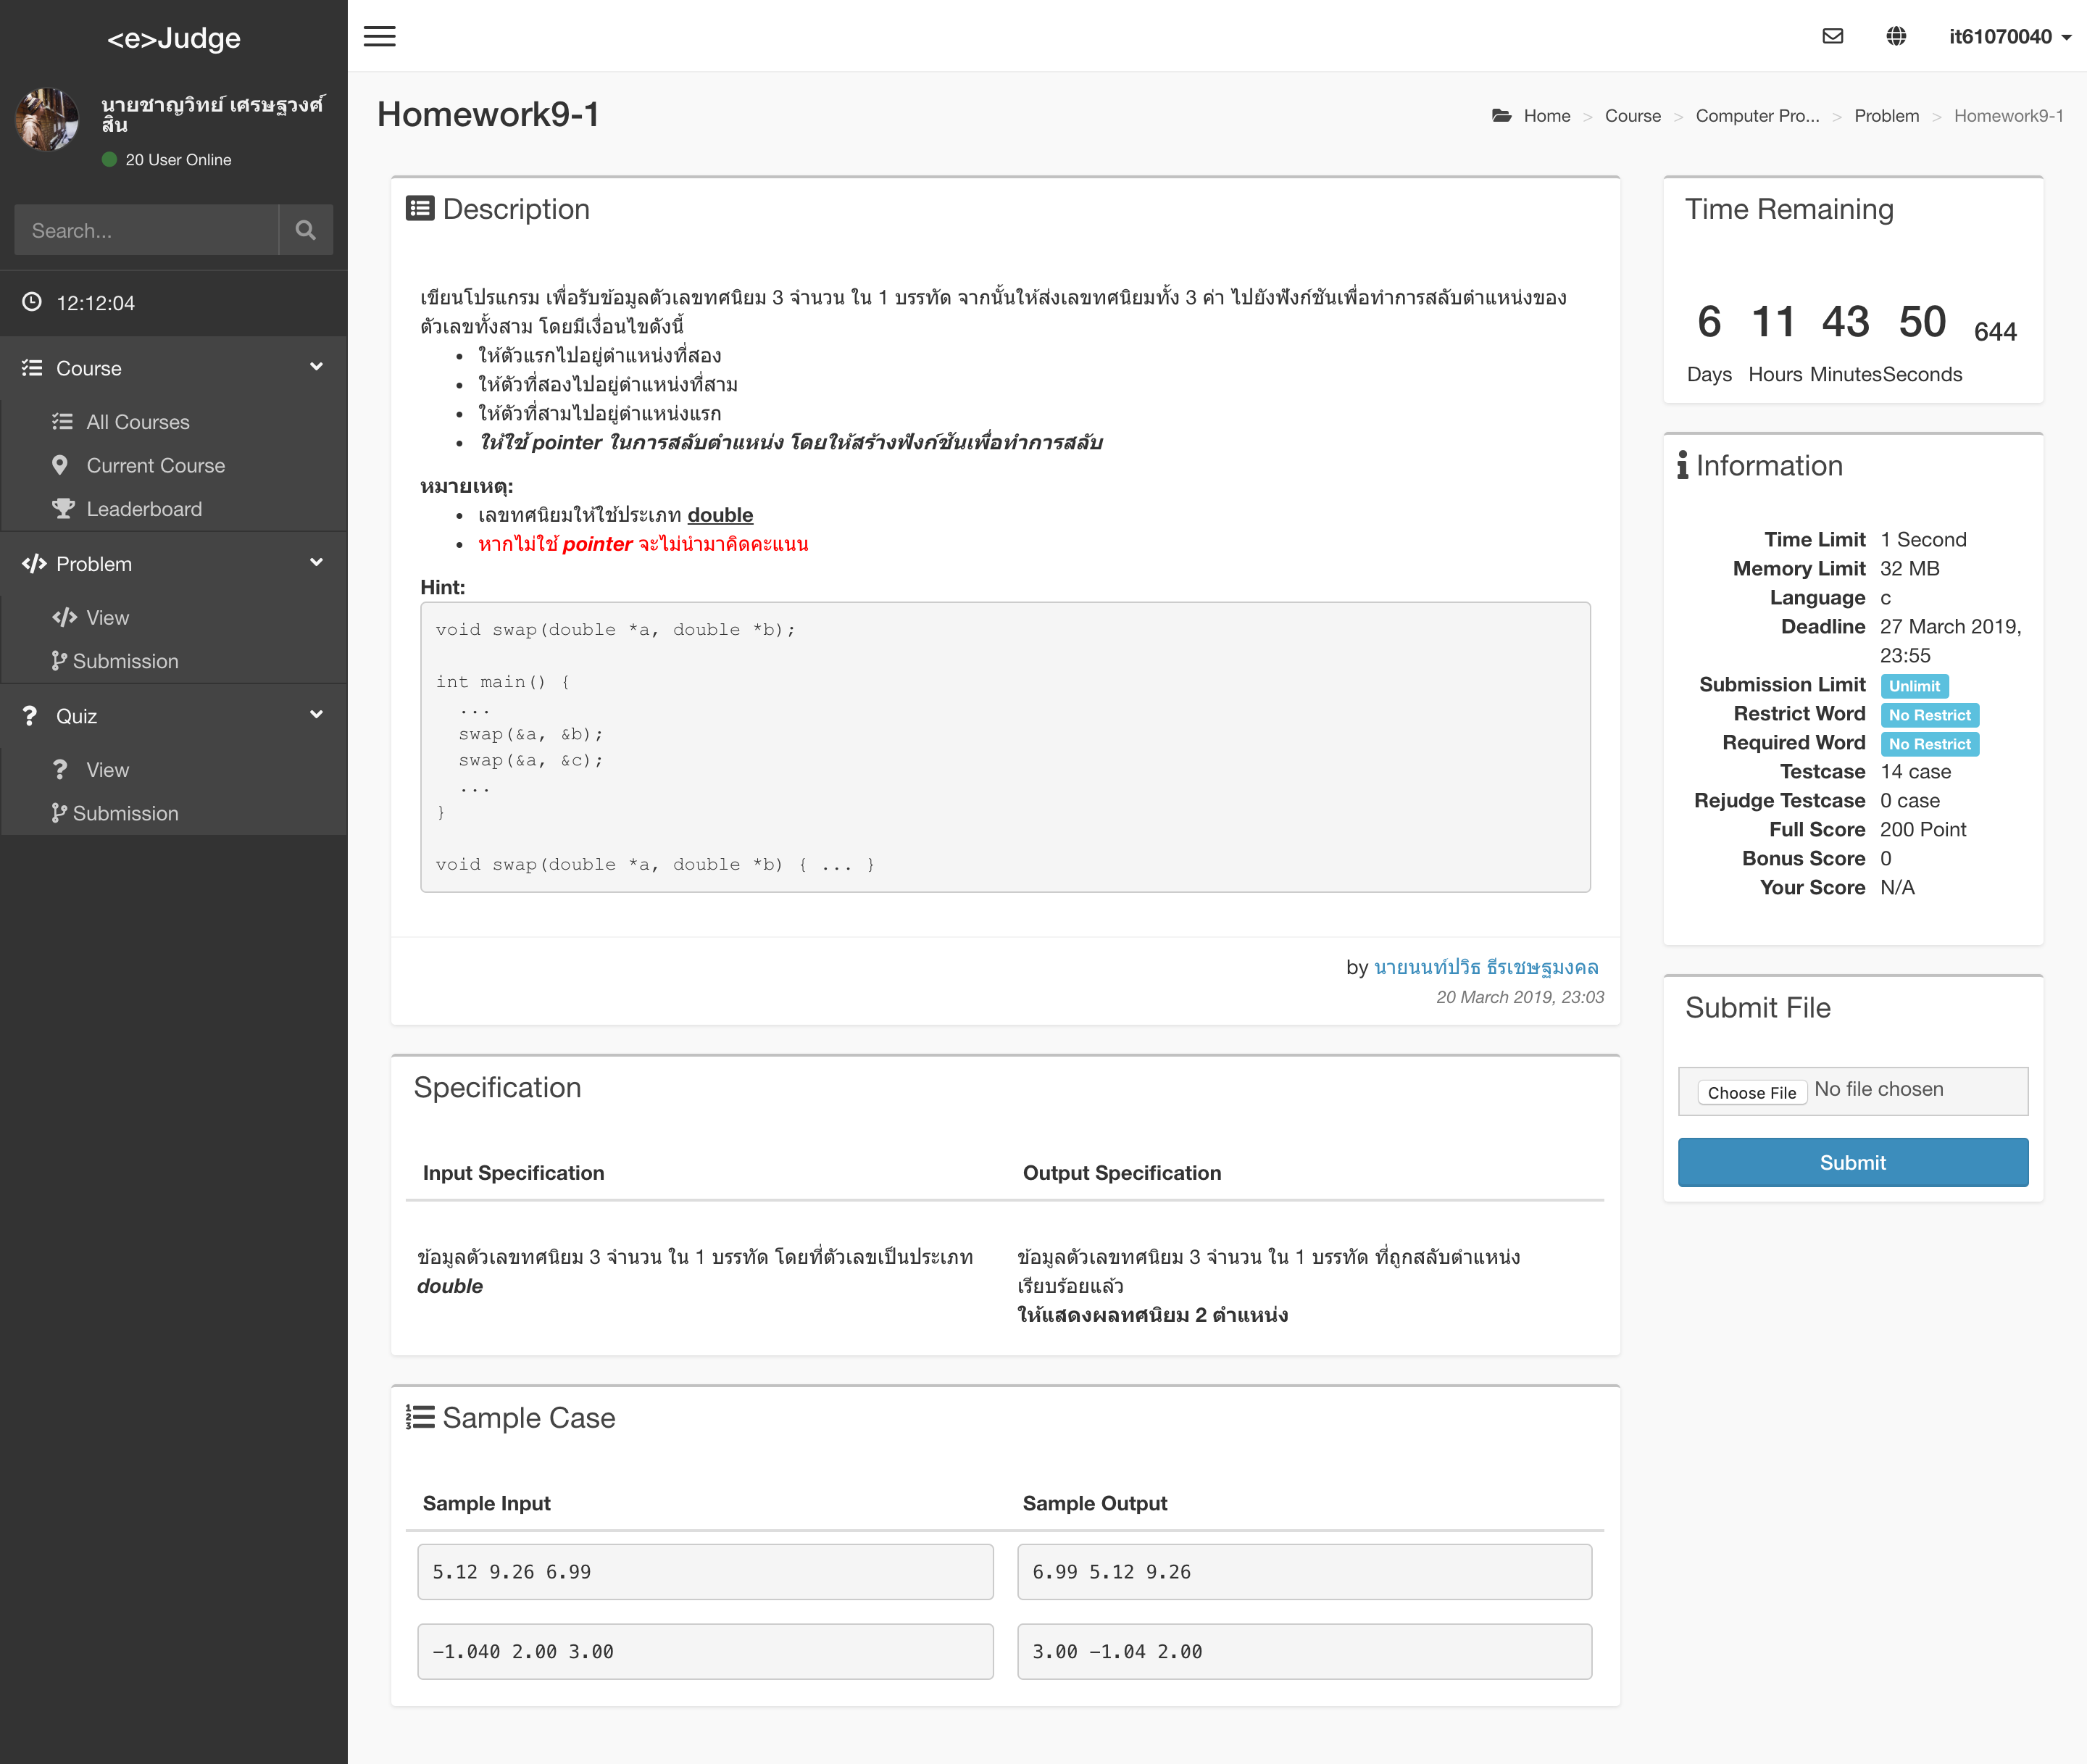 <e>Judge
นายชาญวิทย์ เศรษฐวงศ์
สิน
20 User Online
Search...
12:12:04
Course
All Courses
Current Course
Leaderboard
Problem
View
Submission
Quiz
View
Submission
it61070040
Homework9-1
Home > Course > Computer Pro... > Problem > Homework9-1
Description
เขียนโปรแกรม เพื่อรับข้อมูลตัวเลขทศนิยม 3 จำนวน ใน 1 บรรทัด จากนั้นให้ส่งเลขทศนิยมทั้ง 3 ค่า ไปยังฟังก์ชันเพื่อทำการสลับตำแหน่งของ
ตัวเลขทั้งสาม โดยมีเงื่อนไขดังนี้
• ให้ตัวแรกไปอยู่ตำแหน่งที่สอง
• ให้ตัวที่สองไปอยู่ตำแหน่งที่สาม
• ให้ตัวที่สามไปอยู่ตำแหน่งแรก
• ให้ใช้ pointer ในการสลับตำแหน่ง โดยให้สร้างฟังก์ชันเพื่อทำการสลับ
หมายเหตุ:
• เลขทศนิยมให้ใช้ประเภท double
• หากไม่ใช้ pointer จะไม่นำมาคิดคะแนน
Hint:
void swap(double *a, double *b);
int main() {
...
swap(&a, &b);
swap(&a, &c);
...
}
void swap(double *a, double *b) { ... }
by นายนนท์ปวิธ ธีรเชษฐมงคล
20 March 2019, 23:03
Specification
Input Specification
Output Specification
ข้อมูลตัวเลขทศนิยม 3 จำนวน ใน 1 บรรทัด โดยที่ตัวเลขเป็นประเภท
double
ข้อมูลตัวเลขทศนิยม 3 จำนวน ใน 1 บรรทัด ที่ถูกสลับตำแหน่ง
เรียบร้อยแล้ว
ให้แสดงผลทศนิยม 2 ตำแหน่ง
Sample Case
Sample Input
Sample Output
5.12 9.26 6.99
6.99 5.12 9.26
-1.040 2.00 3.00
3.00 -1.04 2.00
Time Remaining
6 11 43 50 644
Days Hours Minutes Seconds
Information
Time Limit 1 Second
Memory Limit 32 MB
Language c
Deadline 27 March 2019,
23:55
Submission Limit Unlimit
Restrict Word No Restrict
Required Word No Restrict
Testcase 14 case
Rejudge Testcase 0 case
Full Score 200 Point
Bonus Score 0
Your Score N/A
Submit File
Choose File No file chosen
Submit